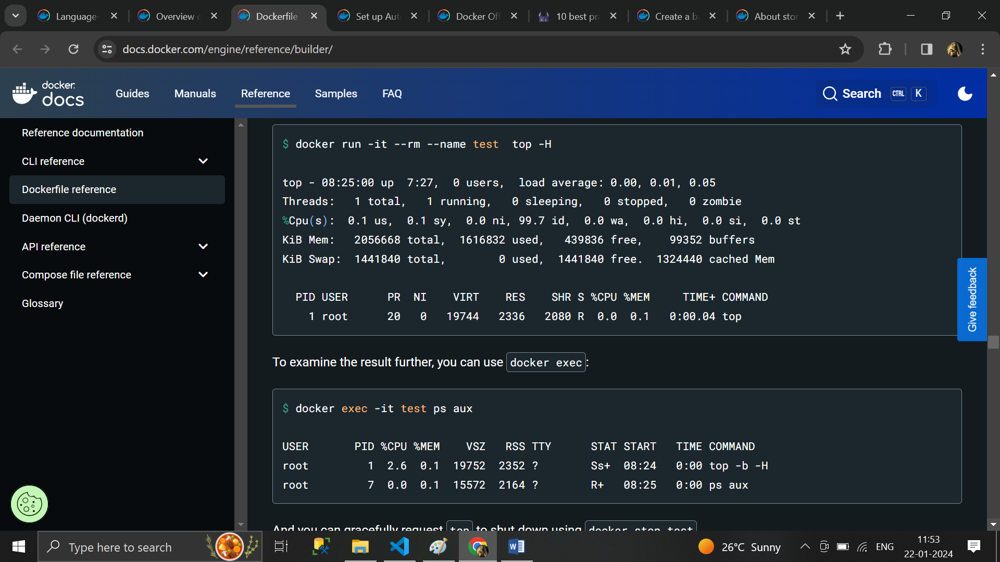 Language-
Overview c
Dockerfile
Set up Aut
Docker Off
10 best pra
Create a ba
About stor
docs.docker.com/engine/reference/builder/
docker docs
Guides
Manuals
Reference
Samples
FAQ
Search
CTRL
K
Reference documentation
CLI reference
Dockerfile reference
Daemon CLI (dockerd)
API reference
Compose file reference
Glossary
$ docker run -it --rm --name test  top -H
top - 08:25:00 up  7:27,  0 users,  load average: 0.00, 0.01, 0.05
Threads:   1 total,   1 running,   0 sleeping,   0 stopped,   0 zombie
%Cpu(s):  0.1 us,  0.1 sy,  0.0 ni, 99.7 id,  0.0 wa,  0.0 hi,  0.0 si,  0.0 st
KiB Mem:   2056668 total,  1616832 used,   439836 free,    99352 buffers
KiB Swap:  1441840 total,        0 used,  1441840 free.  1324440 cached Mem
  PID USER      PR  NI    VIRT    RES    SHR S %CPU %MEM     TIME+ COMMAND
    1 root      20   0   19744   2336   2080 R  0.0  0.1   0:00.04 top
To examine the result further, you can use docker exec:
$ docker exec -it test ps aux
USER       PID %CPU %MEM    VSZ   RSS TTY      STAT START   TIME COMMAND
root         1  2.6  0.1  19752  2352 ?        Ss+  08:24   0:00 top -b -H
root         7  0.0  0.1  15572  2164 ?        R+   08:25   0:00 ps aux
And you can gracefully request top to shut down using docker stop test
Give feedback
Type here to search
26°C Sunny
ENG
11:53
22-01-2024